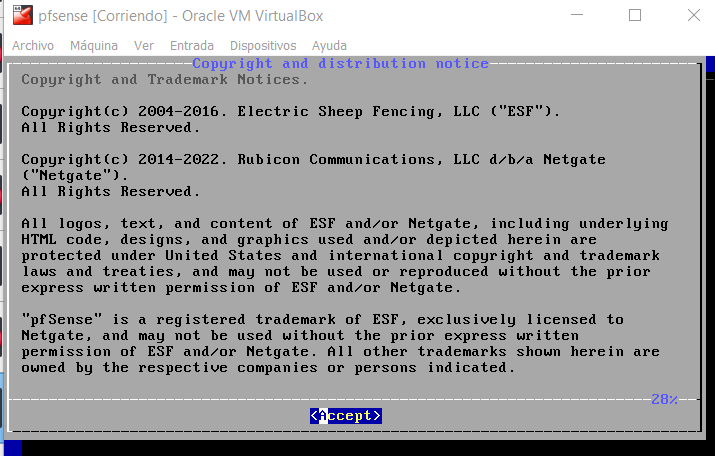 pfsense [Corriendo] - Oracle VM VirtualBox
Archivo Máquina Ver Entrada Dispositivos Ayuda
Copyright and distribution notice
Copyright and Trademark Notices.
Copyright(c) 2004-2016. Electric Sheep Fencing, LLC ("ESF").
All Rights Reserved.
Copyright(c) 2014-2022. Rubicon Communications, LLC d/b/a Netgate
("Netgate").
All Rights Reserved.
All logos, text, and content of ESF and/or Netgate, including underlying
HTML code, designs, and graphics used and/or depicted herein are
protected under United States and international copyright and trademark
laws and treaties, and may not be used or reproduced without the prior
express written permission of ESF and/or Netgate.
"pfSense" is a registered trademark of ESF, exclusively licensed to
Netgate, and may not be used without the prior express written
permission of ESF and/or Netgate. All other trademarks shown herein are
owned by the respective companies or persons indicated.
28%
<Accept>